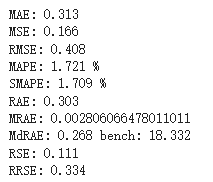 MAE: 0.313
MSE: 0.166
RMSE: 0.408
MAPE: 1.721 %
SMAPE: 1.709 %
RAE: 0.303
MRAE: 0.002806066478011011
MdRAE: 0.268 bench: 18.332
RSE: 0.111
RRSE: 0.334